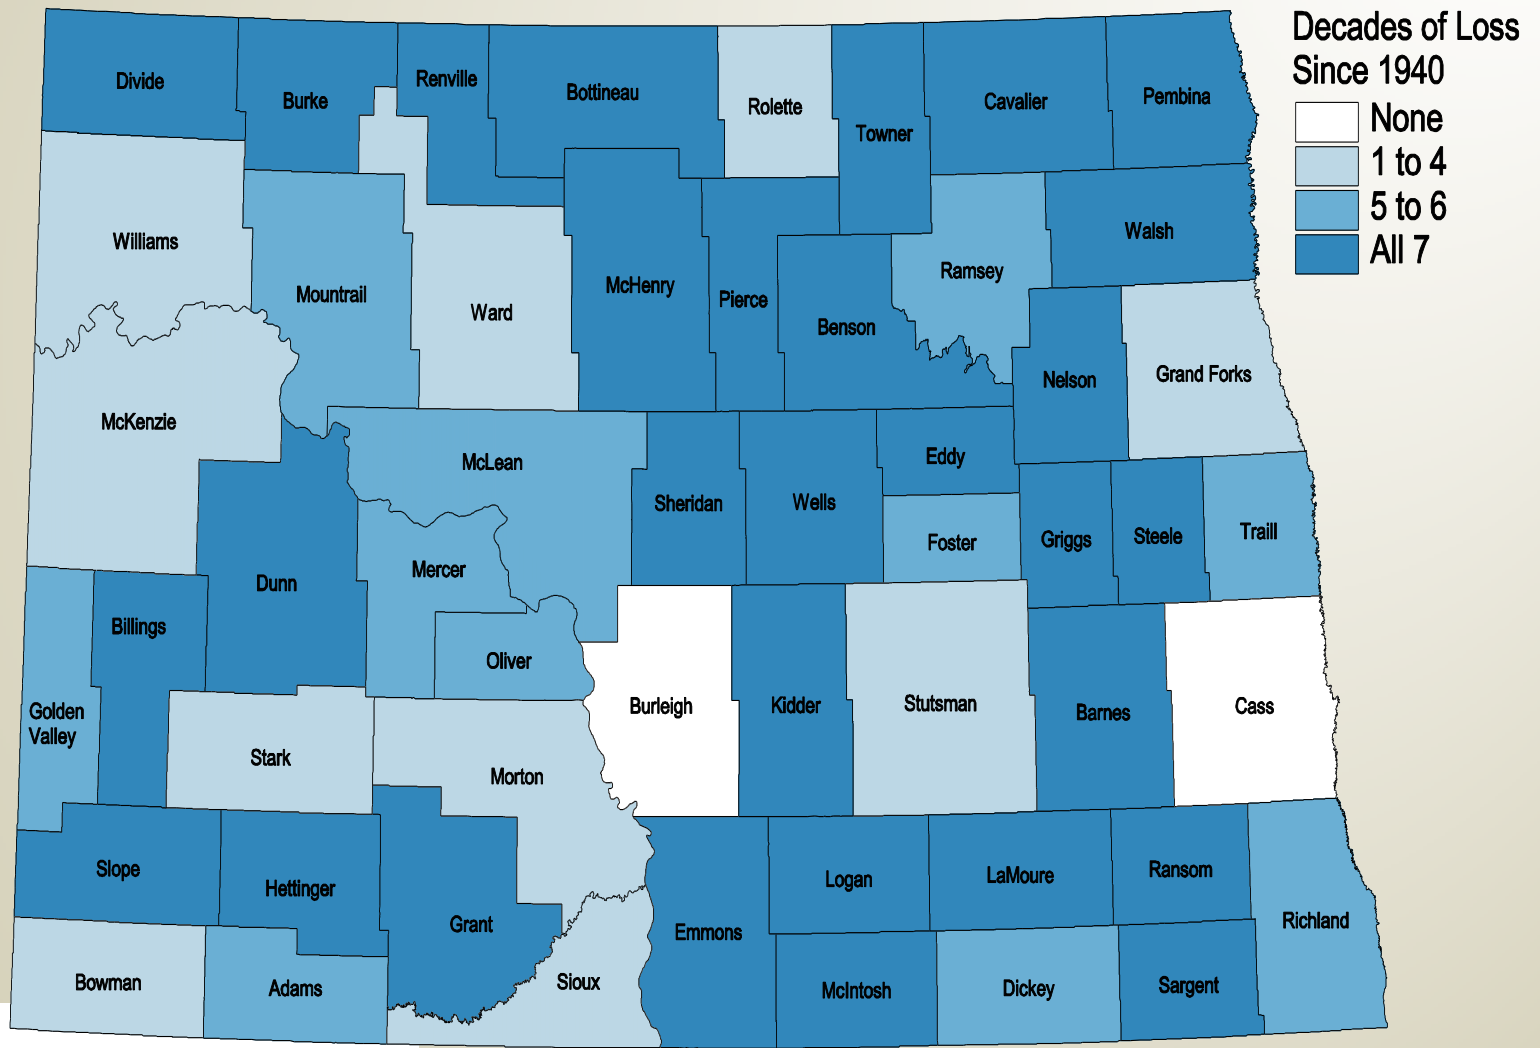 Decades of Loss
Since 1940
None
1 to 4
5 to 6
All 7
Divide
Burke
Renville
Bottineau
Rolette
Towner
Cavalier
Pembina
Williams
Mountrail
Ward
McHenry
Pierce
Benson
Ramsey
Walsh
Nelson
Grand Forks
McKenzie
McLean
Sheridan
Wells
Eddy
Foster
Griggs
Steele
Traill
Dunn
Mercer
Oliver
Billings
Golden
Valley
Stark
Morton
Burleigh
Kidder
Stutsman
Barnes
Cass
Slope
Hettinger
Grant
Emmons
Logan
LaMoure
Ransom
Richland
Bowman
Adams
Sioux
McIntosh
Dickey
Sargent